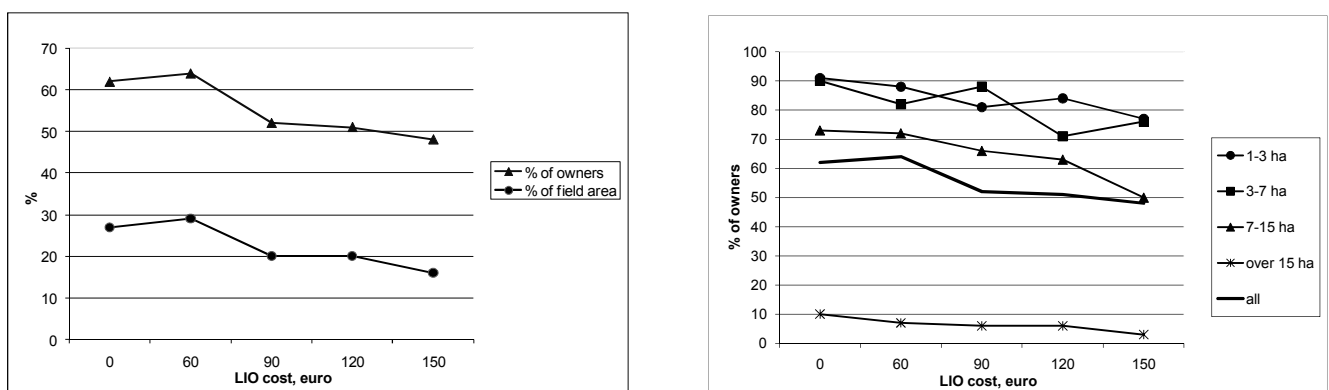 70
60
50
40
30
20
10
0
%
0 60 90 120 150
LIO cost, euro
% of owners
% of field area
100
90
80
70
60
50
40
30
20
10
0
% of owners
0 60 90 120 150
LIO cost, euro
1-3 ha
3-7 ha
7-15 ha
over 15 ha
all